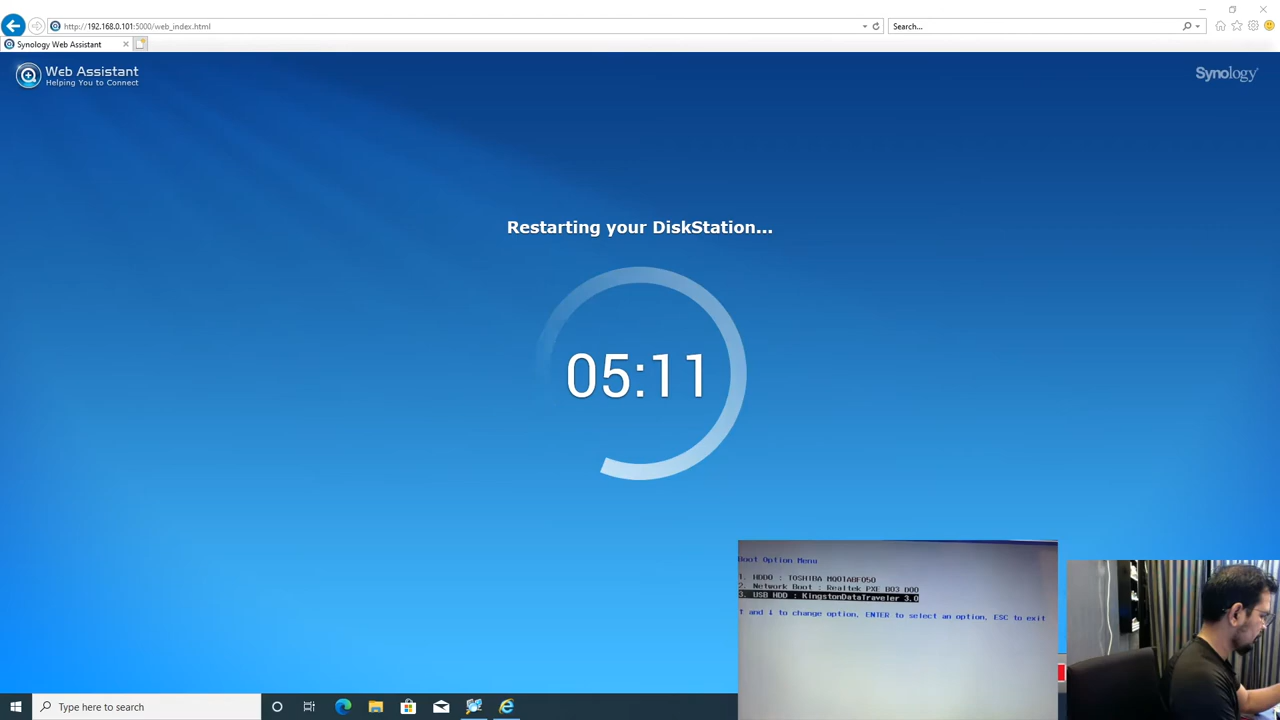 http://192.168.0.101:5000/web_index.html
Search...
Synology Web Assistant
Web Assistant
Helping You to Connect
Synology
Restarting your DiskStation...
05:11
Boot Option Menu
1. HDD0 : TOSHIBA MQ01ABF050
2. Network Boot : Realtek PXE B03 D00
3. USB HDD : KingstonDataTraveler 3.0
↑ and ↓ to change option, ENTER to select an option, ESC to exit
Type here to search